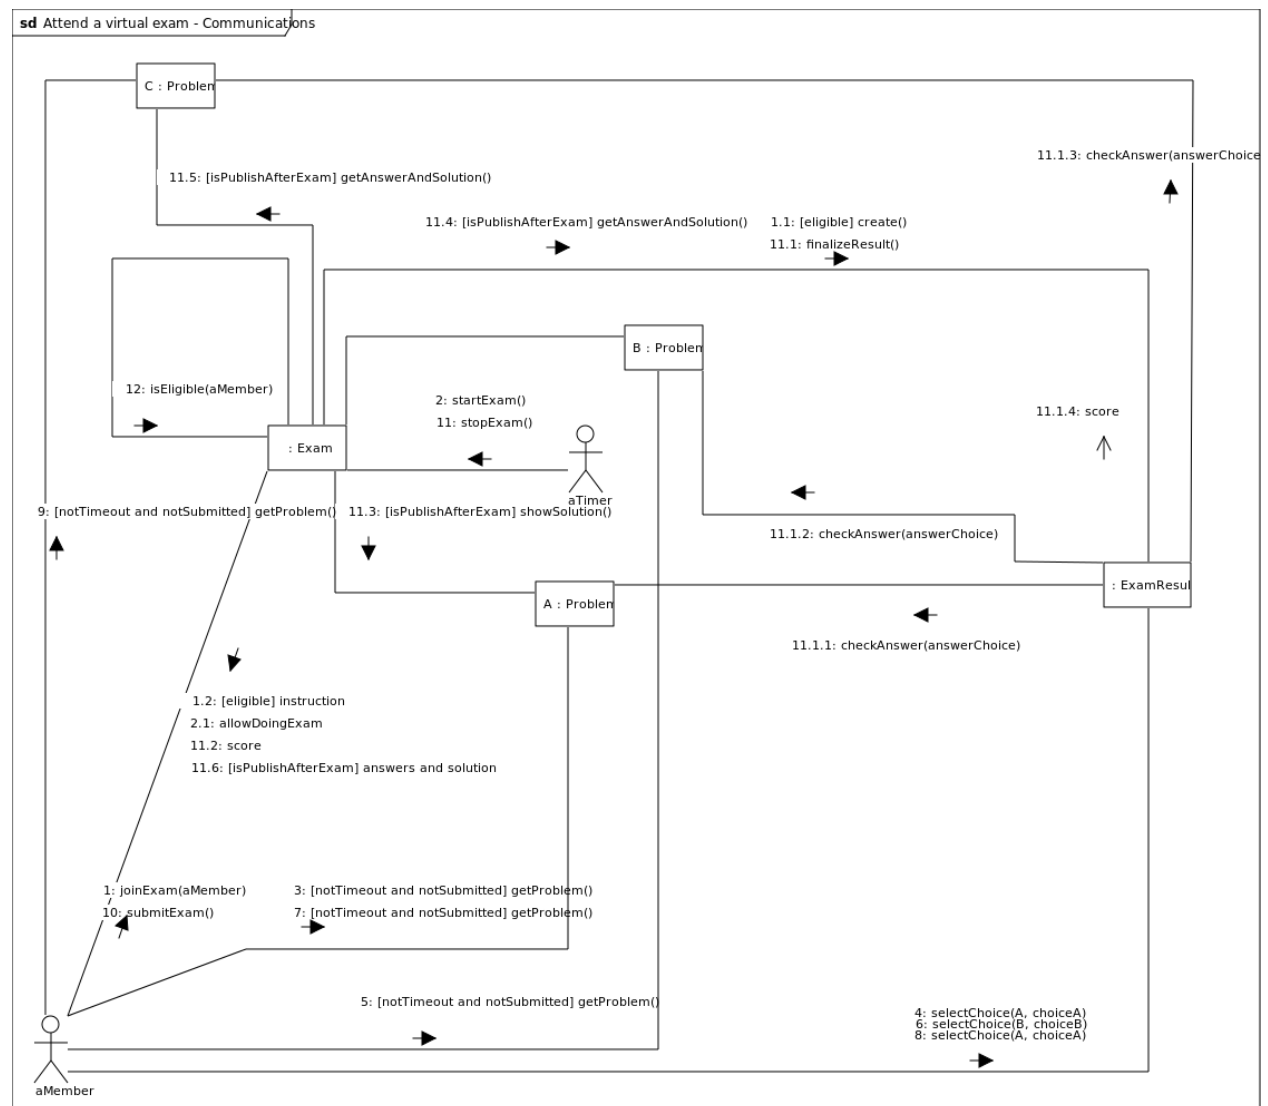 sd Attend a virtual exam - Communications
C : Problem
11.1.3: checkAnswer(answerChoice
11.5: [isPublishAfterExam] getAnswerAndSolution()
11.4: [isPublishAfterExam] getAnswerAndSolution()
1.1: [eligible] create()
11.1: finalizeResult()
B : Problem
12: isEligible(aMember)
2: startExam()
11: stopExam()
11.1.4: score
: Exam
aTimer
9: [notTimeout and notSubmitted] getProblem()
11.3: [isPublishAfterExam] showSolution()
11.1.2: checkAnswer(answerChoice)
: ExamResul
A : Problem
11.1.1: checkAnswer(answerChoice)
1.2: [eligible] instruction
2.1: allowDoingExam
11.2: score
11.6: [isPublishAfterExam] answers and solution
1: joinExam(aMember)
10: submitExam()
3: [notTimeout and notSubmitted] getProblem()
7: [notTimeout and notSubmitted] getProblem()
5: [notTimeout and notSubmitted] getProblem()
4: selectChoice(A, choiceA)
6: selectChoice(B, choiceB)
8: selectChoice(A, choiceA)
aMember